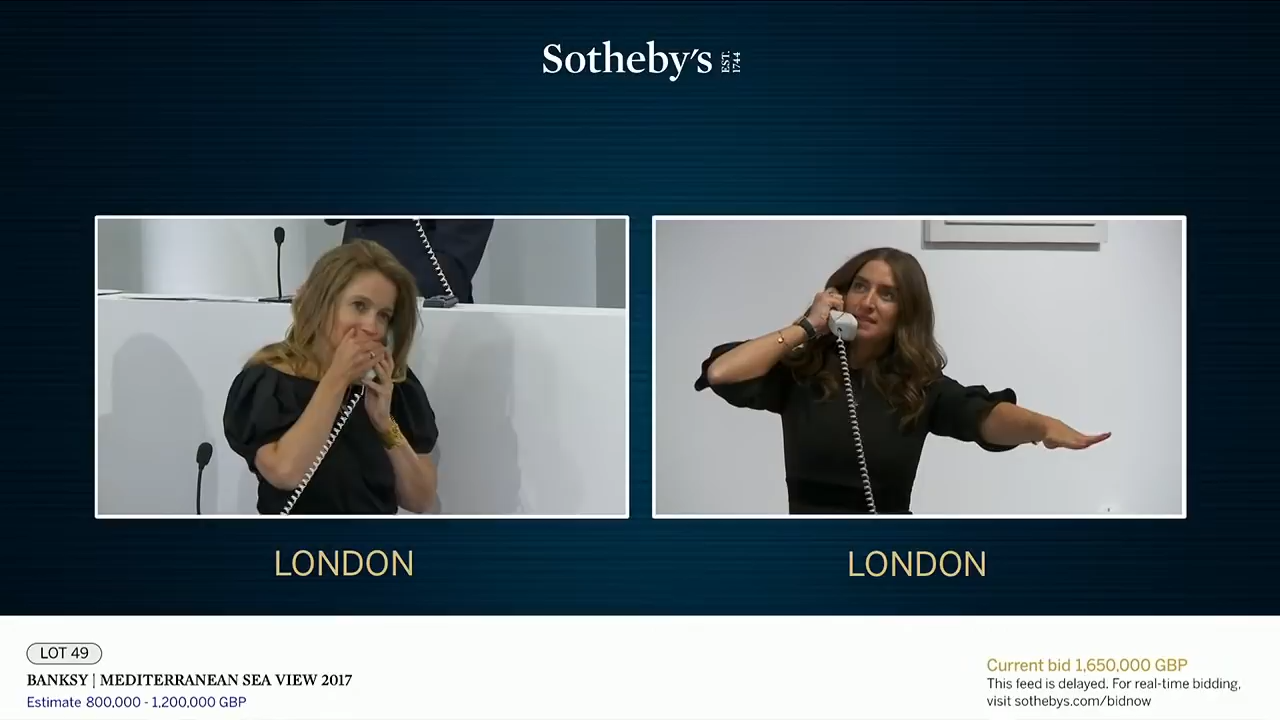 Sotheby's EST. 1744
LONDON
LONDON
LOT 49
BANKSY | MEDITERRANEAN SEA VIEW 2017
Estimate 800,000 - 1,200,000 GBP
Current bid 1,650,000 GBP
This feed is delayed. For real-time bidding,
visit sothebys.com/bidnow